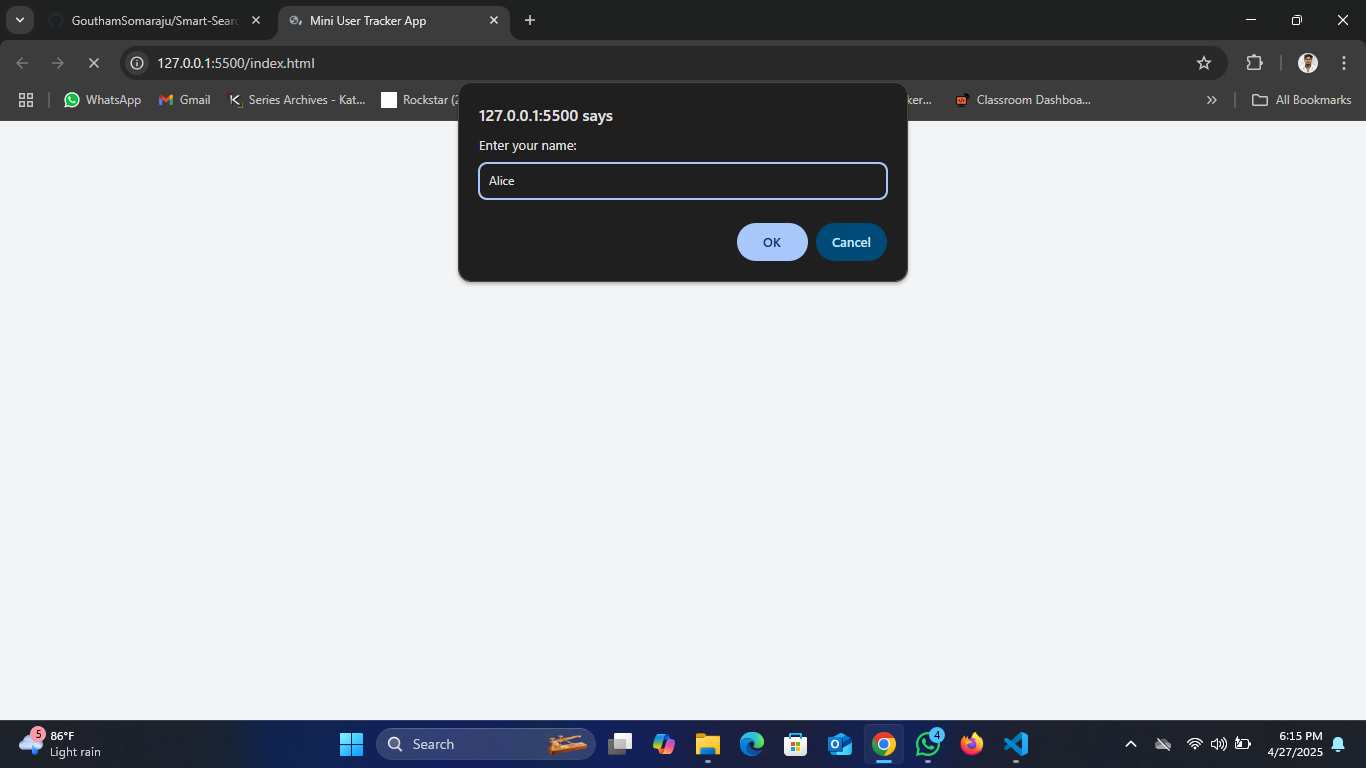 GouthamSomaraju/Smart-Sear
Mini User Tracker App
127.0.0.1:5500/index.html
WhatsApp
Gmail
Series Archives - Kat...
Rockstar (2
ker...
Classroom Dashboa...
All Bookmarks
127.0.0.1:5500 says
Enter your name:
Alice
OK
Cancel
5
86°F
Light rain
Search
4
6:15 PM
4/27/2025